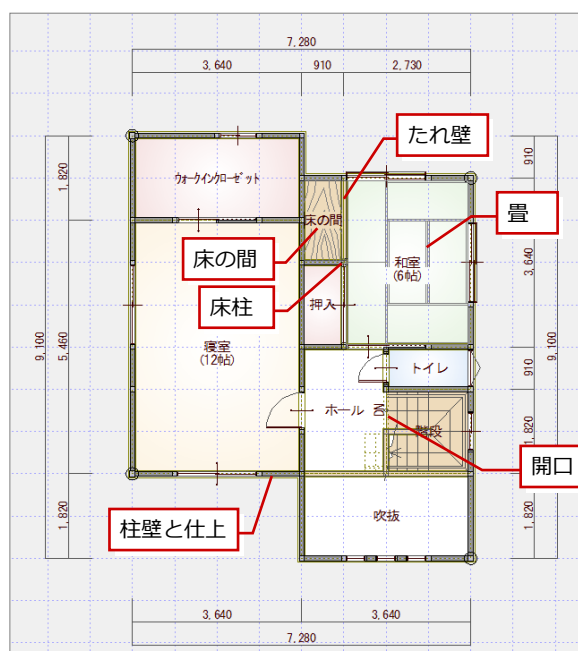 7,280
3,640
910
2,730
たれ壁
910
1,820
ウォークインクローゼット
畳
床の間
床の間
和室
(6帖)
3,640
床柱
押入
9,100
5,460
寝室
(12帖)
9,100
トイレ
910
ホール
DN
階段
1,820
開口
柱壁と仕上
吹抜
1,820
1,820
3,640
3,640
7,280